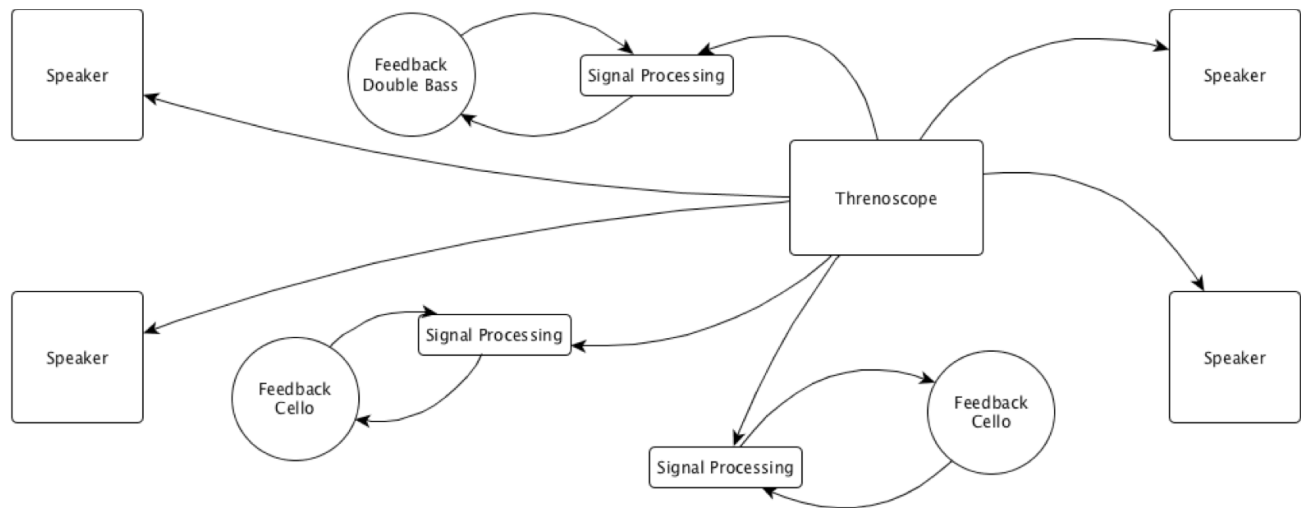 Speaker
Feedback
Double Bass
Signal Processing
Speaker
Threnoscope
Speaker
Signal Processing
Feedback
Cello
Speaker
Feedback
Cello
Signal Processing